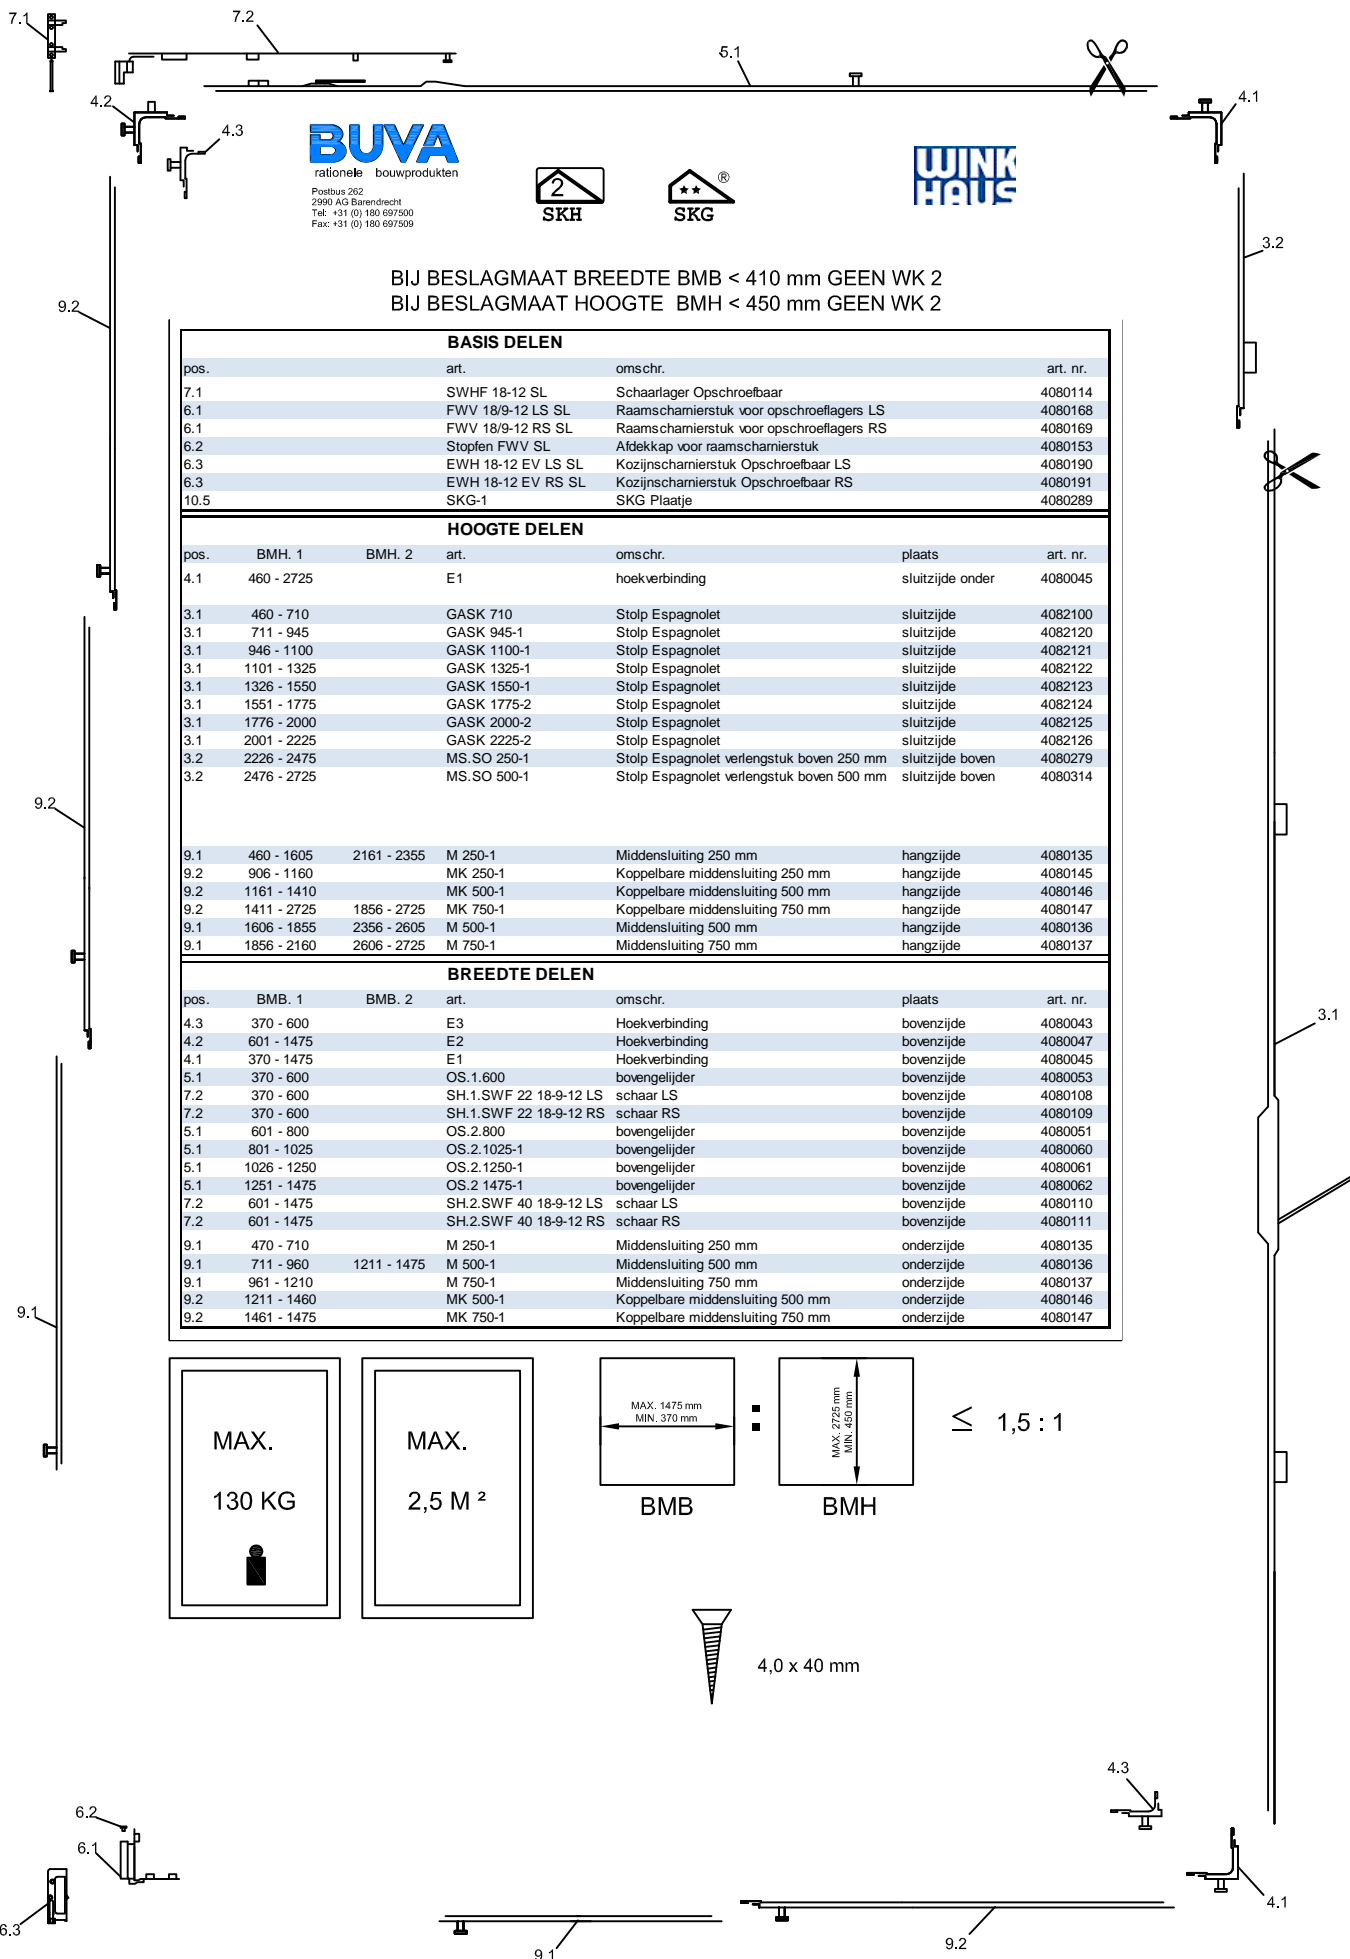 7.1
7.2
5.1
4.2
4.3
4.1
BUVA
rationele bouwprodukten
Postbus 262
2990 AG Barendrecht
Tel: +31 (0) 180 697500
Fax: +31 (0) 180 697509
2
SKH
®
SKG
WINK
HAUS
3.2
9.2
BIJ BESLAGMAAT BREEDTE BMB < 410 mm GEEN WK 2
BIJ BESLAGMAAT HOOGTE BMH < 450 mm GEEN WK 2
BASIS DELEN
pos. art. omschr. art. nr.
7.1 SWHF 18-12 SL Schaarlager Opschroefbaar 4080114
6.1 FWV 18/9-12 LS SL Raamscharnierstuk voor opschroeflagers LS 4080168
6.1 FWV 18/9-12 RS SL Raamscharnierstuk voor opschroeflagers RS 4080169
6.2 Stopfen FWV SL Afdekkap voor raamscharnierstuk 4080153
6.3 EWH 18-12 EV LS SL Kozijnscharnierstuk Opschroefbaar LS 4080190
6.3 EWH 18-12 EV RS SL Kozijnscharnierstuk Opschroefbaar RS 4080191
10.5 SKG-1 SKG Plaatje 4080289
HOOGTE DELEN
pos. BMH. 1 BMH. 2 art. omschr. plaats art. nr.
4.1 460 - 2725 E1 hoekverbinding sluitzijde onder 4080045
3.1 460 - 710 GASK 710 Stolp Espagnolet sluitzijde 4082100
3.1 711 - 945 GASK 945-1 Stolp Espagnolet sluitzijde 4082120
3.1 946 - 1100 GASK 1100-1 Stolp Espagnolet sluitzijde 4082121
3.1 1101 - 1325 GASK 1325-1 Stolp Espagnolet sluitzijde 4082122
3.1 1326 - 1550 GASK 1550-1 Stolp Espagnolet sluitzijde 4082123
3.1 1551 - 1775 GASK 1775-2 Stolp Espagnolet sluitzijde 4082124
3.1 1776 - 2000 GASK 2000-2 Stolp Espagnolet sluitzijde 4082125
3.1 2001 - 2225 GASK 2225-2 Stolp Espagnolet sluitzijde 4082126
3.2 2226 - 2475 MS.SO 250-1 Stolp Espagnolet verlengstuk boven 250 mm sluitzijde boven 4080279
3.2 2476 - 2725 MS.SO 500-1 Stolp Espagnolet verlengstuk boven 500 mm sluitzijde boven 4080314
9.2
9.1 460 - 1605 2161 - 2355 M 250-1 Middensluiting 250 mm hangzijde 4080135
9.2 906 - 1160 MK 250-1 Koppelbare middensluiting 250 mm hangzijde 4080145
9.2 1161 - 1410 MK 500-1 Koppelbare middensluiting 500 mm hangzijde 4080146
9.2 1411 - 2725 1856 - 2725 MK 750-1 Koppelbare middensluiting 750 mm hangzijde 4080147
9.1 1606 - 1855 2356 - 2605 M 500-1 Middensluiting 500 mm hangzijde 4080136
9.1 1856 - 2160 2606 - 2725 M 750-1 Middensluiting 750 mm hangzijde 4080137
BREEDTE DELEN
pos. BMB. 1 BMB. 2 art. omschr. plaats art. nr.
4.3 370 - 600 E3 Hoekverbinding bovenzijde 4080043
4.2 601 - 1475 E2 Hoekverbinding bovenzijde 4080047
4.1 370 - 1475 E1 Hoekverbinding bovenzijde 4080045
5.1 370 - 600 OS.1.600 bovengelijder bovenzijde 4080053
7.2 370 - 600 SH.1.SWF 22 18-9-12 LS schaar LS bovenzijde 4080108
7.2 370 - 600 SH.1.SWF 22 18-9-12 RS schaar RS bovenzijde 4080109
5.1 601 - 800 OS.2.800 bovengelijder bovenzijde 4080051
5.1 801 - 1025 OS.2.1025-1 bovengelijder bovenzijde 4080060
5.1 1026 - 1250 OS.2.1250-1 bovengelijder bovenzijde 4080061
5.1 1251 - 1475 OS.2 1475-1 bovengelijder bovenzijde 4080062
7.2 601 - 1475 SH.2.SWF 40 18-9-12 LS schaar LS bovenzijde 4080110
7.2 601 - 1475 SH.2.SWF 40 18-9-12 RS schaar RS bovenzijde 4080111
9.1 470 - 710 M 250-1 Middensluiting 250 mm onderzijde 4080135
9.1 711 - 960 1211 - 1475 M 500-1 Middensluiting 500 mm onderzijde 4080136
9.1 961 - 1210 M 750-1 Middensluiting 750 mm onderzijde 4080137
9.2 1211 - 1460 MK 500-1 Koppelbare middensluiting 500 mm onderzijde 4080146
9.2 1461 - 1475 MK 750-1 Koppelbare middensluiting 750 mm onderzijde 4080147
3.1
9.1
MAX.
130 KG
MAX.
2,5 M ²
MAX. 1475 mm
MIN. 370 mm
BMB
:
MAX. 2725 mm
MIN. 450 mm
BMH
≤ 1,5 : 1
4,0 x 40 mm
4.3
6.2
6.1
4.1
6.3
9.1
9.2